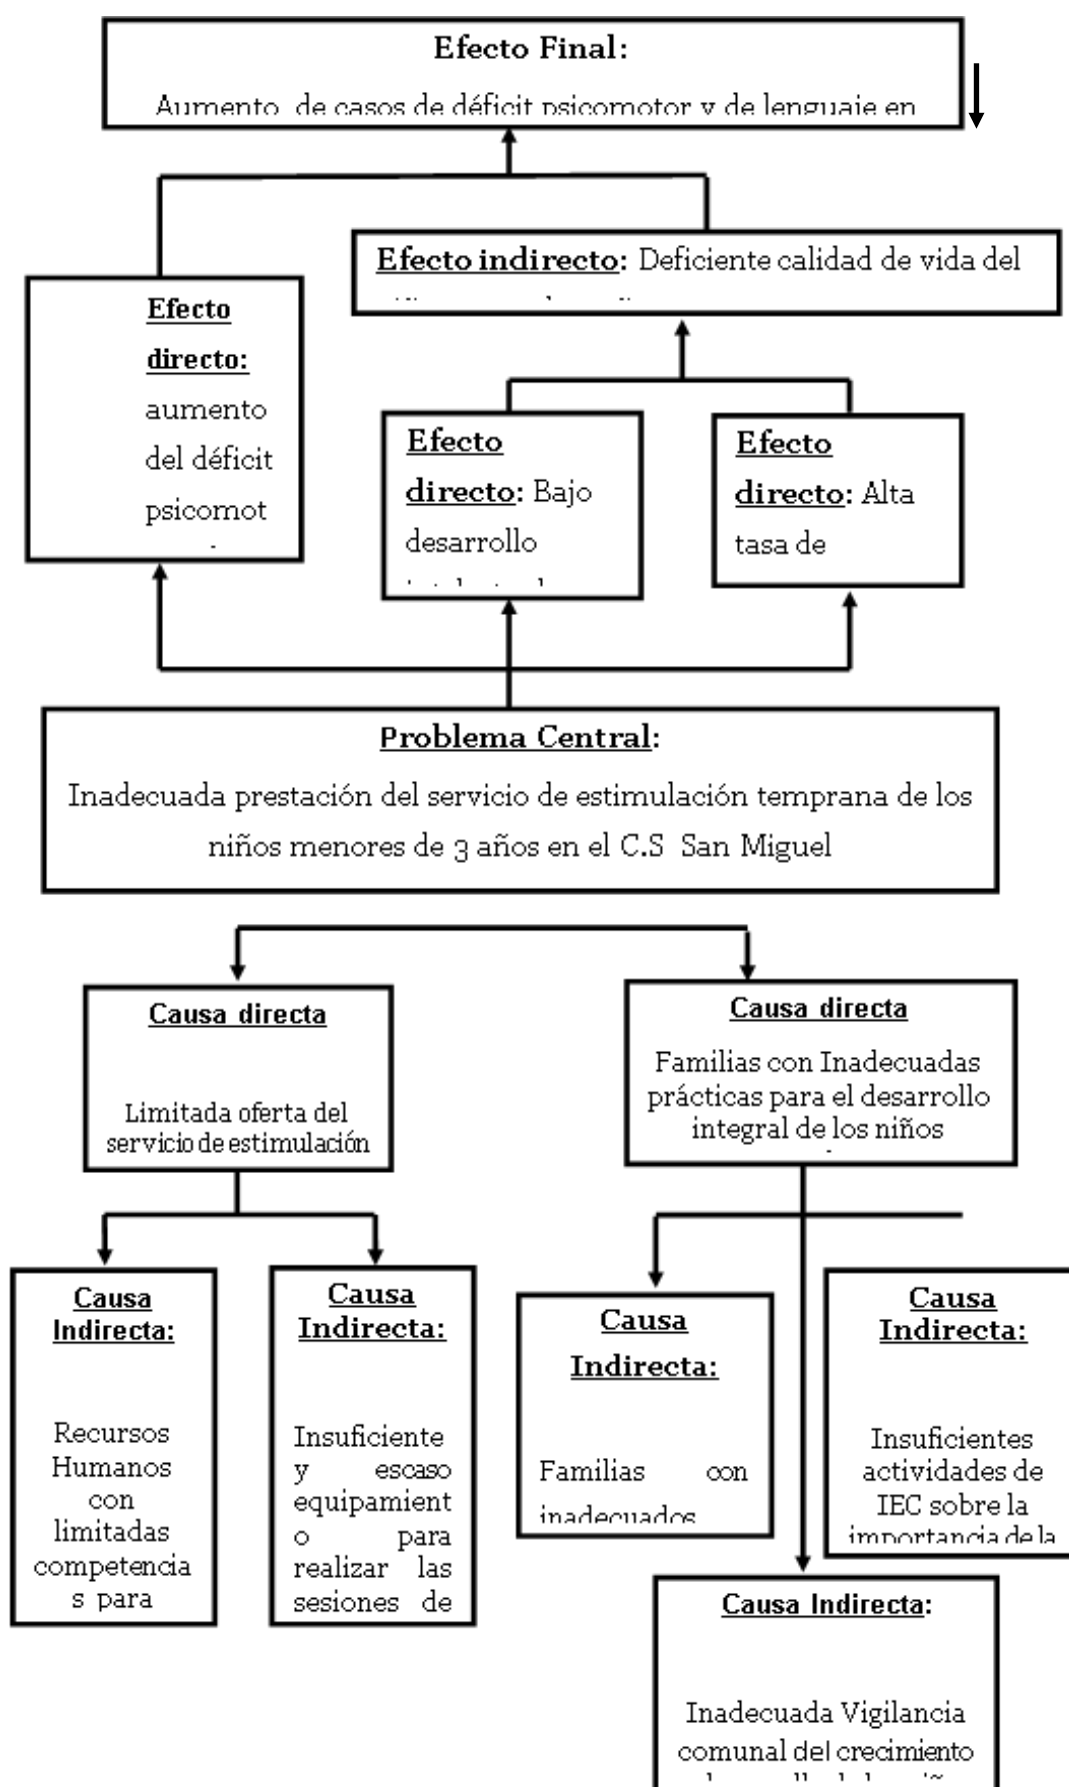 Efecto Final:
Aumento de casos de déficit psicomotor y de lenguaje en
Efecto indirecto: Deficiente calidad de vida del
Efecto
directo:
aumento
del déficit
psicomot
Efecto
directo: Bajo
desarrollo
Efecto
directo: Alta
tasa de
Problema Central:
Inadecuada prestación del servicio de estimulación temprana de los
niños menores de 3 años en el C.S San Miguel
Causa directa
Limitada oferta del
servicio de estimulación
Causa directa
Familias con Inadecuadas
prácticas para el desarrollo
integral de los niños
Causa
Indirecta:
Recursos
Humanos
con
limitadas
competencia
s para
Causa
Indirecta:
Insuficiente
y escaso
equipament
o para
realizar las
sesiones de
Causa
Indirecta:
Familias con
inadecuados
Causa
Indirecta:
Insuficientes
actividades de
IEC sobre la
importancia de la
Causa Indirecta:
Inadecuada Vigilancia
comunal del crecimiento